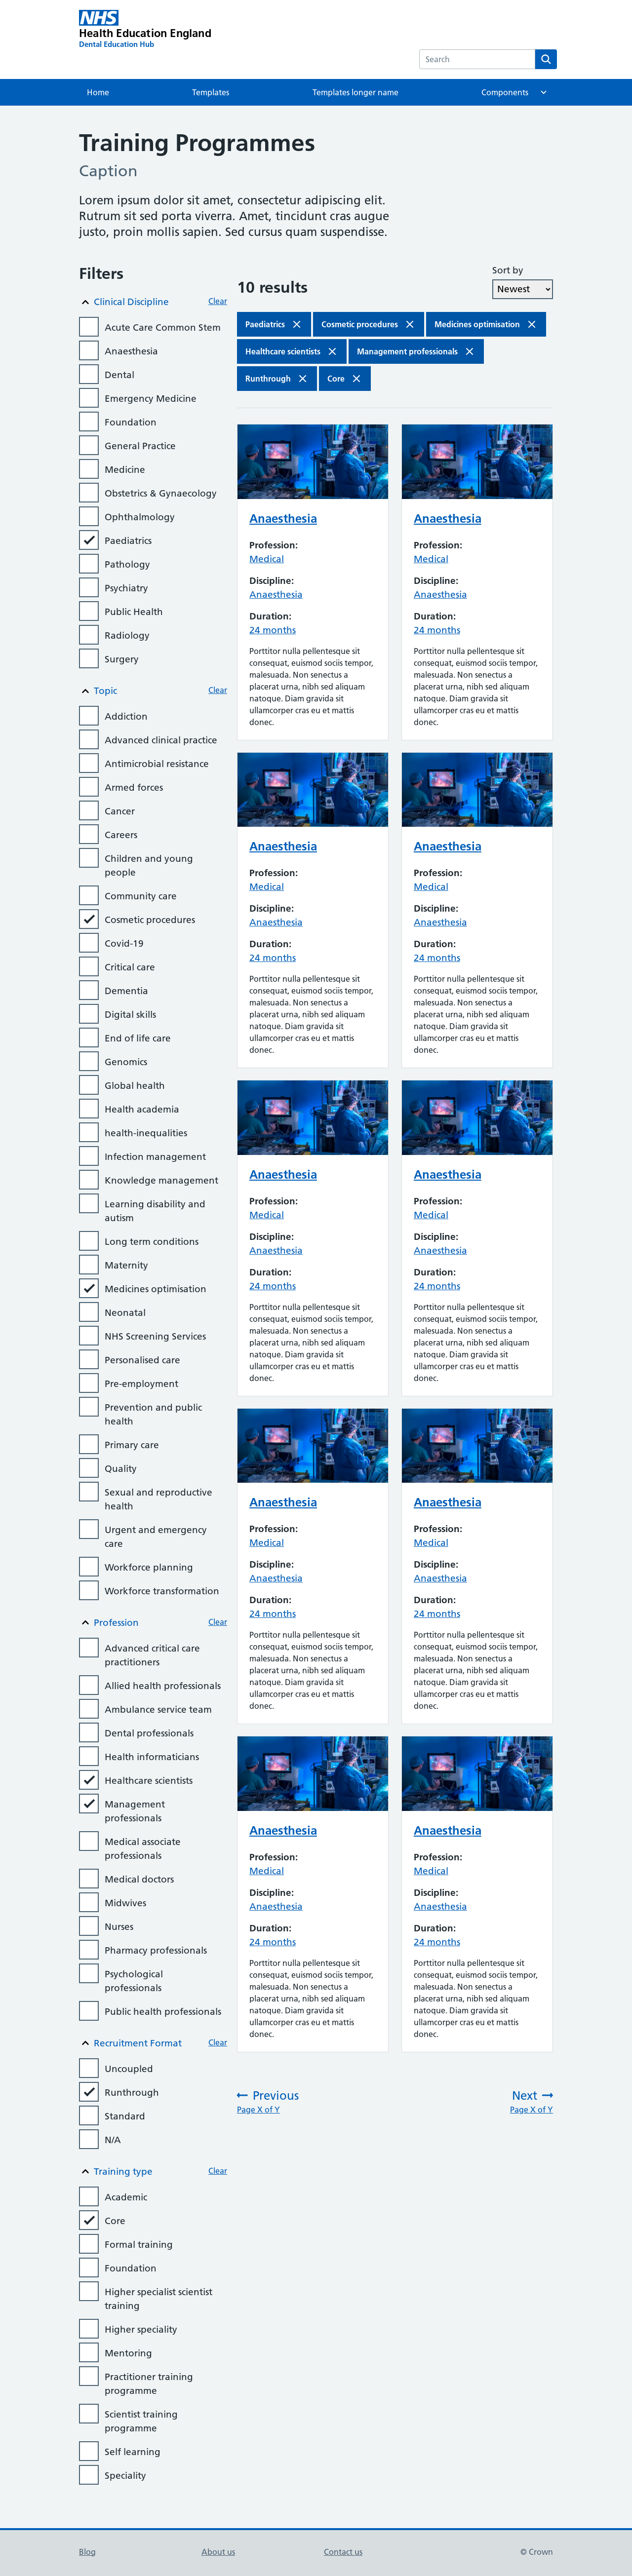 NHS
Health Education England
Dental Education Hub
Search
Home
Templates
Templates longer name
Components
Training Programmes
Caption
Lorem ipsum dolor sit amet, consectetur adipiscing elit.
Rutrum sit sed porta viverra. Amet, tincidunt cras augue
justo, proin mollis sapien. Sed cursus quam suspendisse.
Filters
Clinical Discipline
Clear
Acute Care Common Stem
Anaesthesia
Dental
Emergency Medicine
Foundation
General Practice
Medicine
Obstetrics & Gynaecology
Ophthalmology
Paediatrics
Pathology
Psychiatry
Public Health
Radiology
Surgery
Topic
Clear
Addiction
Advanced clinical practice
Antimicrobial resistance
Armed forces
Cancer
Careers
Children and young
people
Community care
Cosmetic procedures
Covid-19
Critical care
Dementia
Digital skills
End of life care
Genomics
Global health
Health academia
health-inequalities
Infection management
Knowledge management
Learning disability and
autism
Long term conditions
Maternity
Medicines optimisation
Neonatal
NHS Screening Services
Personalised care
Pre-employment
Prevention and public
health
Primary care
Quality
Sexual and reproductive
health
Urgent and emergency
care
Workforce planning
Workforce transformation
Profession
Clear
Advanced critical care
practitioners
Allied health professionals
Ambulance service team
Dental professionals
Health informaticians
Healthcare scientists
Management
professionals
Medical associate
professionals
Medical doctors
Midwives
Nurses
Pharmacy professionals
Psychological
professionals
Public health professionals
Recruitment Format
Clear
Uncoupled
Runthrough
Standard
N/A
Training type
Clear
Academic
Core
Formal training
Foundation
Higher specialist scientist
training
Higher speciality
Mentoring
Practitioner training
programme
Scientist training
programme
Self learning
Speciality
10 results
Sort by
Newest
Paediatrics
Cosmetic procedures
Medicines optimisation
Healthcare scientists
Management professionals
Runthrough
Core
Anaesthesia
Profession:
Medical
Discipline:
Anaesthesia
Duration:
24 months
Porttitor nulla pellentesque sit
consequat, euismod sociis tempor,
malesuada. Non senectus a
placerat urna, nibh sed aliquam
natoque. Diam gravida sit
ullamcorper cras eu et mattis
donec.
Anaesthesia
Profession:
Medical
Discipline:
Anaesthesia
Duration:
24 months
Porttitor nulla pellentesque sit
consequat, euismod sociis tempor,
malesuada. Non senectus a
placerat urna, nibh sed aliquam
natoque. Diam gravida sit
ullamcorper cras eu et mattis
donec.
Anaesthesia
Profession:
Medical
Discipline:
Anaesthesia
Duration:
24 months
Porttitor nulla pellentesque sit
consequat, euismod sociis tempor,
malesuada. Non senectus a
placerat urna, nibh sed aliquam
natoque. Diam gravida sit
ullamcorper cras eu et mattis
donec.
Anaesthesia
Profession:
Medical
Discipline:
Anaesthesia
Duration:
24 months
Porttitor nulla pellentesque sit
consequat, euismod sociis tempor,
malesuada. Non senectus a
placerat urna, nibh sed aliquam
natoque. Diam gravida sit
ullamcorper cras eu et mattis
donec.
Anaesthesia
Profession:
Medical
Discipline:
Anaesthesia
Duration:
24 months
Porttitor nulla pellentesque sit
consequat, euismod sociis tempor,
malesuada. Non senectus a
placerat urna, nibh sed aliquam
natoque. Diam gravida sit
ullamcorper cras eu et mattis
donec.
Anaesthesia
Profession:
Medical
Discipline:
Anaesthesia
Duration:
24 months
Porttitor nulla pellentesque sit
consequat, euismod sociis tempor,
malesuada. Non senectus a
placerat urna, nibh sed aliquam
natoque. Diam gravida sit
ullamcorper cras eu et mattis
donec.
Anaesthesia
Profession:
Medical
Discipline:
Anaesthesia
Duration:
24 months
Porttitor nulla pellentesque sit
consequat, euismod sociis tempor,
malesuada. Non senectus a
placerat urna, nibh sed aliquam
natoque. Diam gravida sit
ullamcorper cras eu et mattis
donec.
Anaesthesia
Profession:
Medical
Discipline:
Anaesthesia
Duration:
24 months
Porttitor nulla pellentesque sit
consequat, euismod sociis tempor,
malesuada. Non senectus a
placerat urna, nibh sed aliquam
natoque. Diam gravida sit
ullamcorper cras eu et mattis
donec.
Anaesthesia
Profession:
Medical
Discipline:
Anaesthesia
Duration:
24 months
Porttitor nulla pellentesque sit
consequat, euismod sociis tempor,
malesuada. Non senectus a
placerat urna, nibh sed aliquam
natoque. Diam gravida sit
ullamcorper cras eu et mattis
donec.
Anaesthesia
Profession:
Medical
Discipline:
Anaesthesia
Duration:
24 months
Porttitor nulla pellentesque sit
consequat, euismod sociis tempor,
malesuada. Non senectus a
placerat urna, nibh sed aliquam
natoque. Diam gravida sit
ullamcorper cras eu et mattis
donec.
Previous
Page X of Y
Next
Page X of Y
Blog
About us
Contact us
© Crown